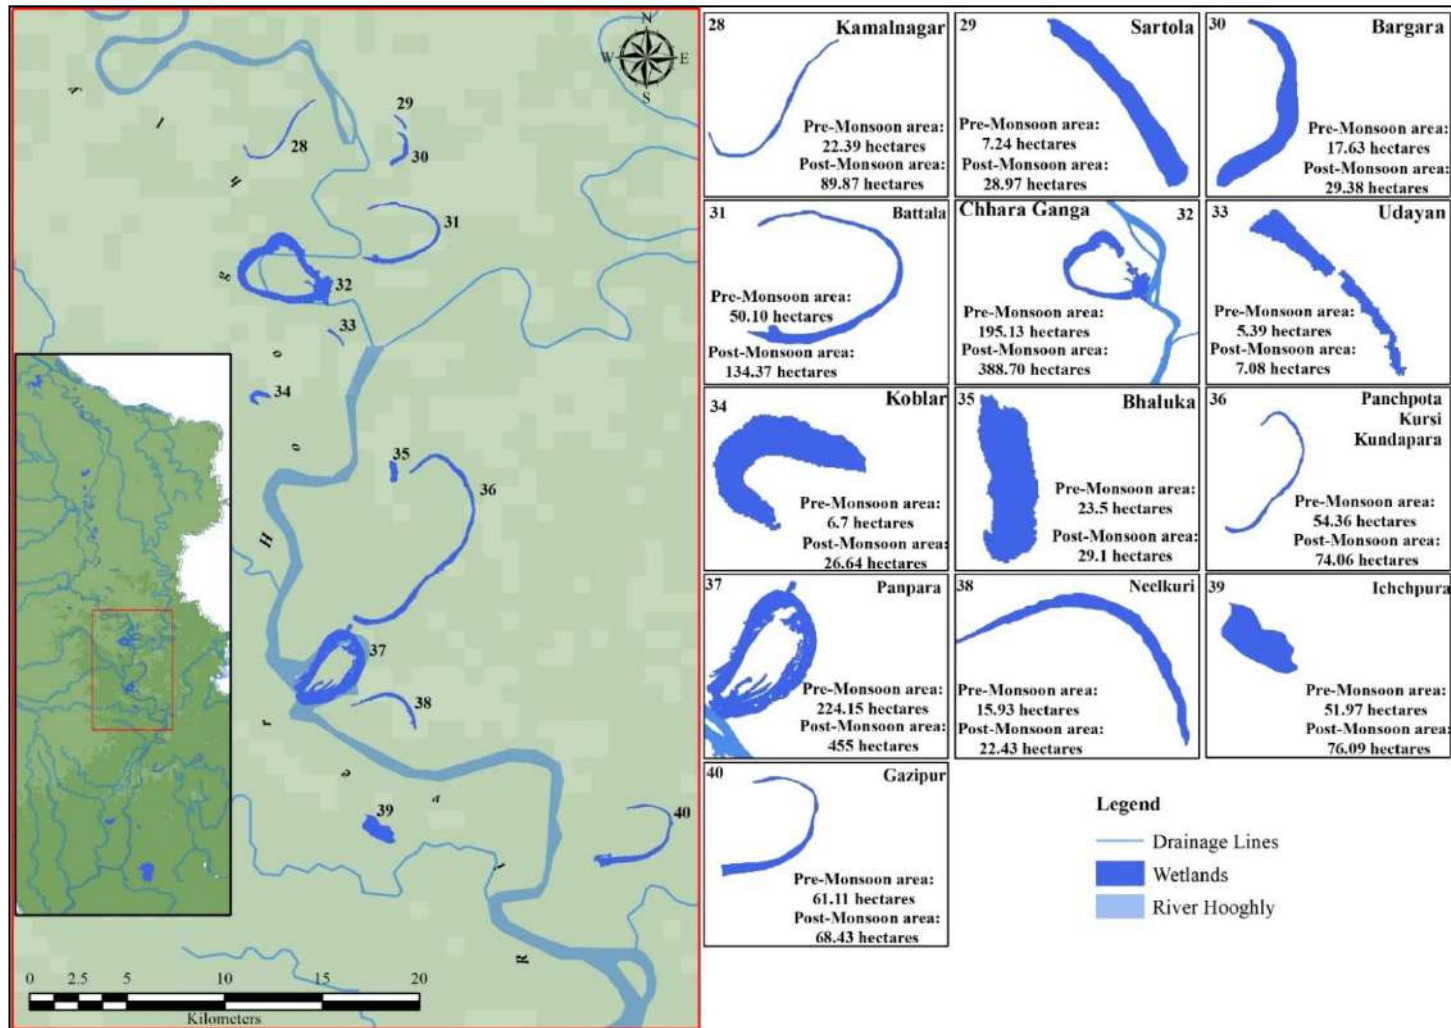 N
W E
S
28
29
30
31
32
33
34
35
36
37
38
39
40
R i v e r H o o g h l y
0 2.5 5 10 15 20
Kilometers
28 Kamalnagar
Pre-Monsoon area:
22.39 hectares
Post-Monsoon area:
89.87 hectares
29 Sartola
Pre-Monsoon area:
7.24 hectares
Post-Monsoon area:
28.97 hectares
30 Bargara
Pre-Monsoon area:
17.63 hectares
Post-Monsoon area:
29.38 hectares
31 Battala
Pre-Monsoon area:
50.10 hectares
Post-Monsoon area:
134.37 hectares
Chhara Ganga 32
Pre-Monsoon area:
195.13 hectares
Post-Monsoon area:
388.70 hectares
33 Udayan
Pre-Monsoon area:
5.39 hectares
Post-Monsoon area:
7.08 hectares
34 Koblar
Pre-Monsoon area:
6.7 hectares
Post-Monsoon area:
26.64 hectares
35 Bhaluka
Pre-Monsoon area:
23.5 hectares
Post-Monsoon area:
29.1 hectares
36 Panchpota
Kursi
Kundapara
Pre-Monsoon area:
54.36 hectares
Post-Monsoon area:
74.06 hectares
37 Panpara
Pre-Monsoon area:
224.15 hectares
Post-Monsoon area:
455 hectares
38 Neelkuri
Pre-Monsoon area:
15.93 hectares
Post-Monsoon area:
22.43 hectares
39 Ichchpura
Pre-Monsoon area:
51.97 hectares
Post-Monsoon area:
76.09 hectares
40 Gazipur
Pre-Monsoon area:
61.11 hectares
Post-Monsoon area:
68.43 hectares
Legend
Drainage Lines
Wetlands
River Hooghly